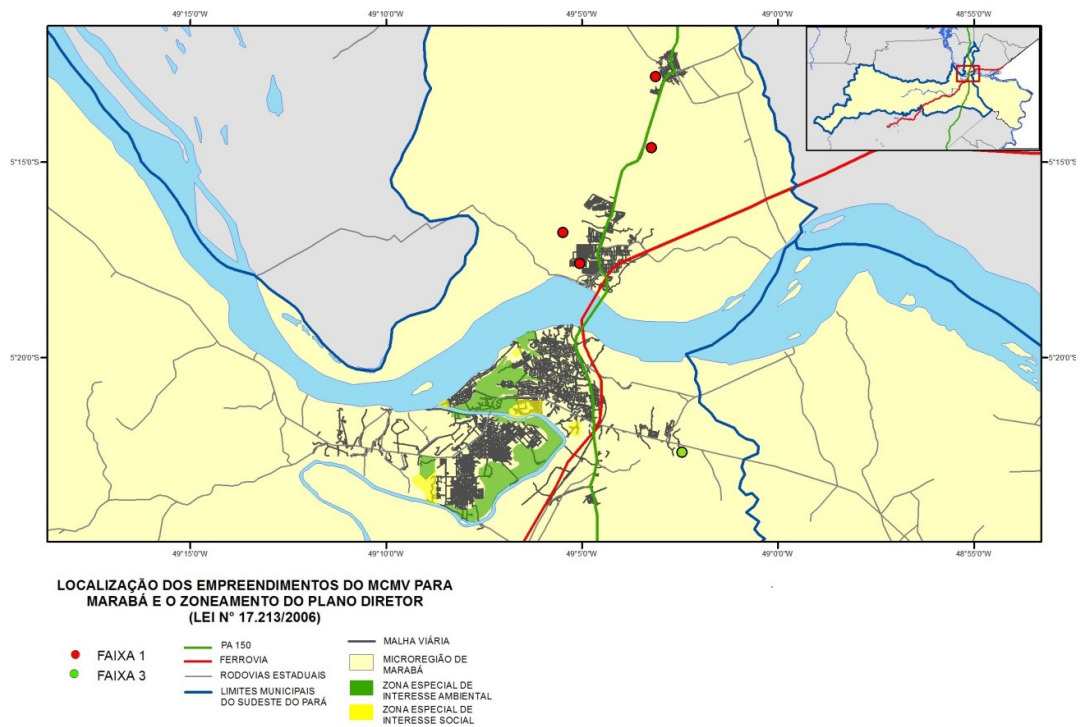 49°15'0"W
49°10'0"W
49°5'0"W
49°0'0"W
48°55'0"W
5°15'0"S
5°15'0"S
5°20'0"S
5°20'0"S
49°15'0"W
49°10'0"W
49°5'0"W
49°0'0"W
48°55'0"W
LOCALIZAÇÃO DOS EMPREENDIMENTOS DO MCMV PARA
MARABÁ E O ZONEAMENTO DO PLANO DIRETOR
(LEI N° 17.213/2006)
FAIXA 1
FAIXA 3
PA 150
FERROVIA
RODOVIAS ESTADUAIS
LIMITES MUNICIPAIS
DO SUDESTE DO PARÁ
MALHA VIÁRIA
MICROREGIÃO DE
MARABÁ
ZONA ESPECIAL DE
INTERESSE AMBIENTAL
ZONA ESPECIAL DE
INTERESSE SOCIAL